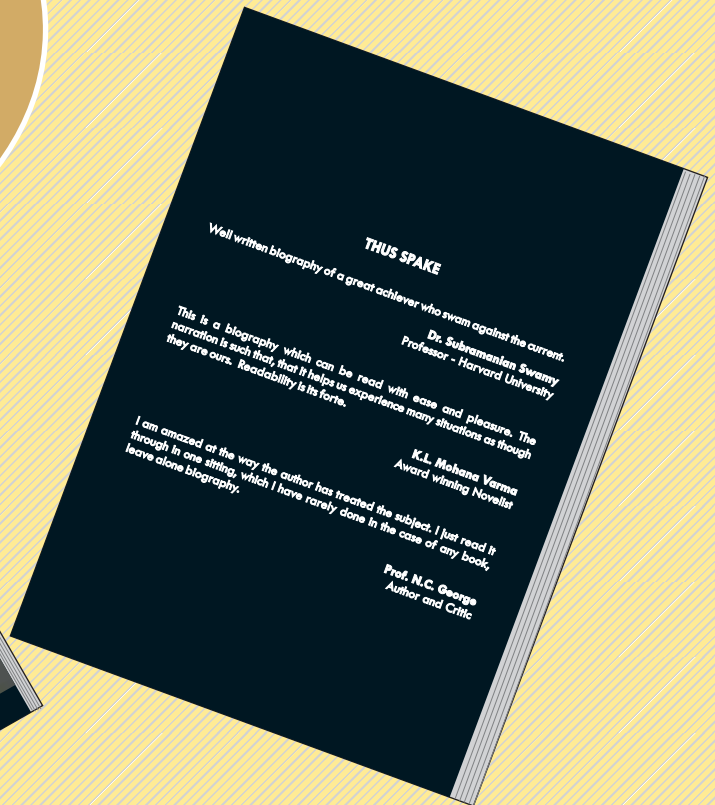 THUS SPAKE
Well written biography of a great achiever who swam against the current.
Dr. Subramanian Swamy
Professor - Harvard University
This is a biography which can be read with ease and pleasure. The
narration is such that, that it helps us experience many situations as though
they are ours. Readability is its forte.
K.L. Mohana Varma
Award winning Novelist
I am amazed at the way the author has treated the subject. I just read it
through in one sitting, which I have rarely done in the case of any book,
leave alone biography.
Prof. N.C. George
Author and Critic